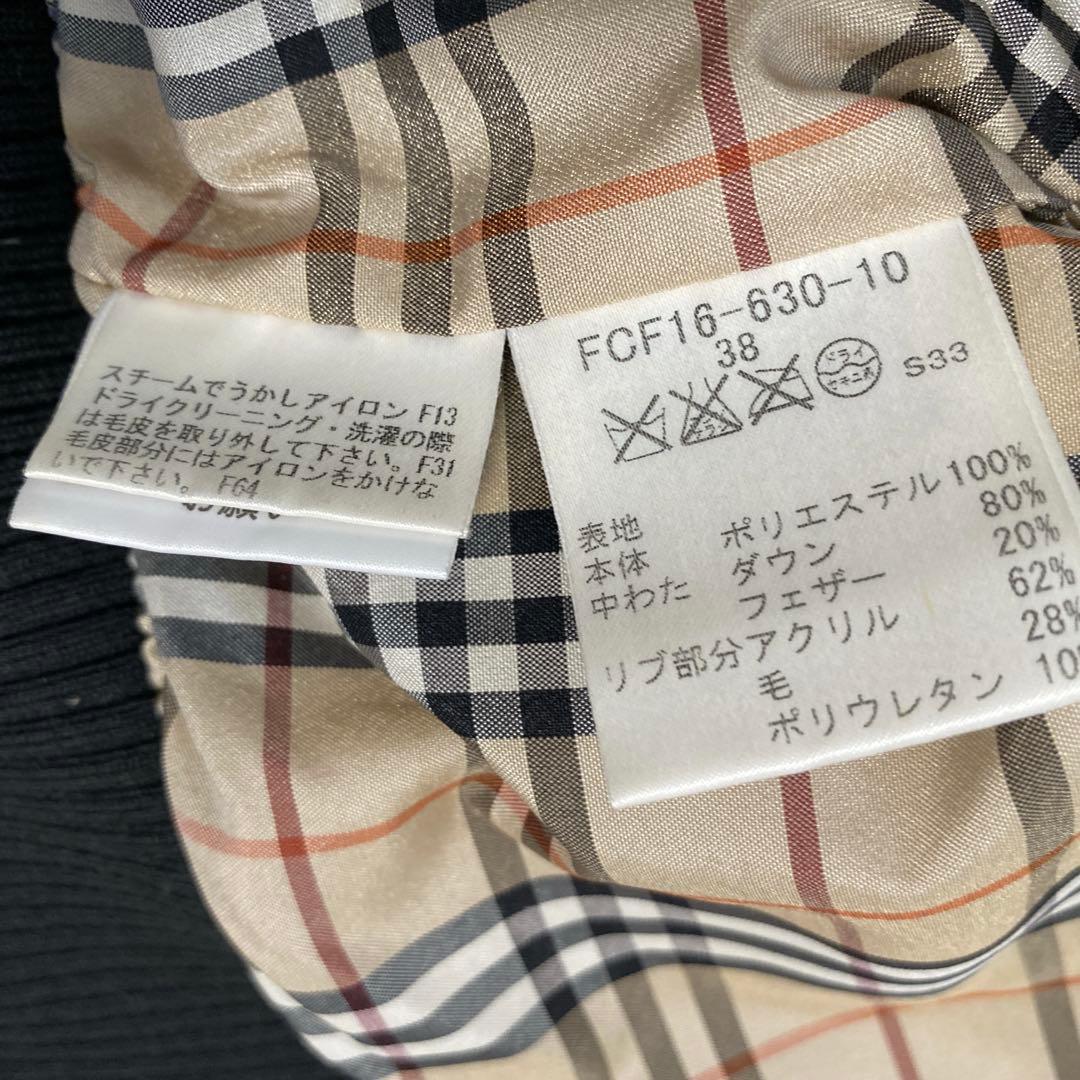 スチームでうかしアイロン F13
ドライクリーニング・洗濯の際
は毛皮を取り外して下さい。F31
毛皮部分にはアイロンをかけな
いで下さい。F64
FCF16-630-10
38
ドライ
S33
表地 ポリエステル100%
本体 ダウン 80%
中わた フェザー 20%
リブ部分アクリル 62%
毛 28%
ポリウレタン